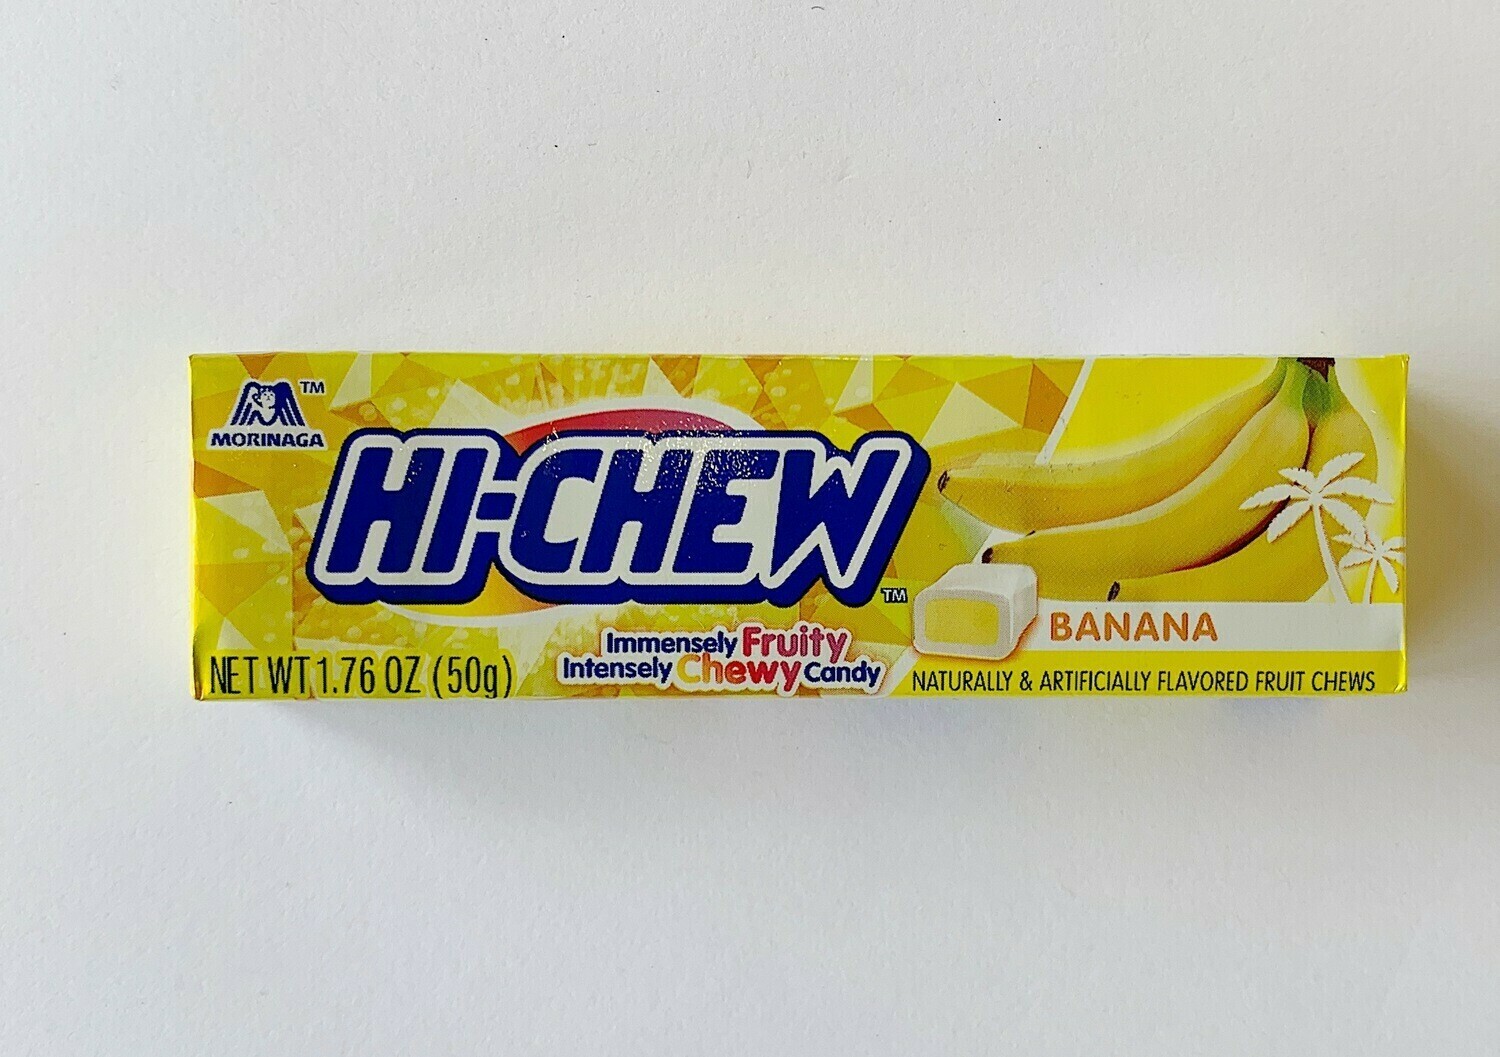 TM
MORINAGA
HI-CHEW
TM
Immensely Fruity
Intensely Chewy Candy
NET WT 1.76 OZ (50g)
BANANA
NATURALLY & ARTIFICIALLY FLAVORED FRUIT CHEWS